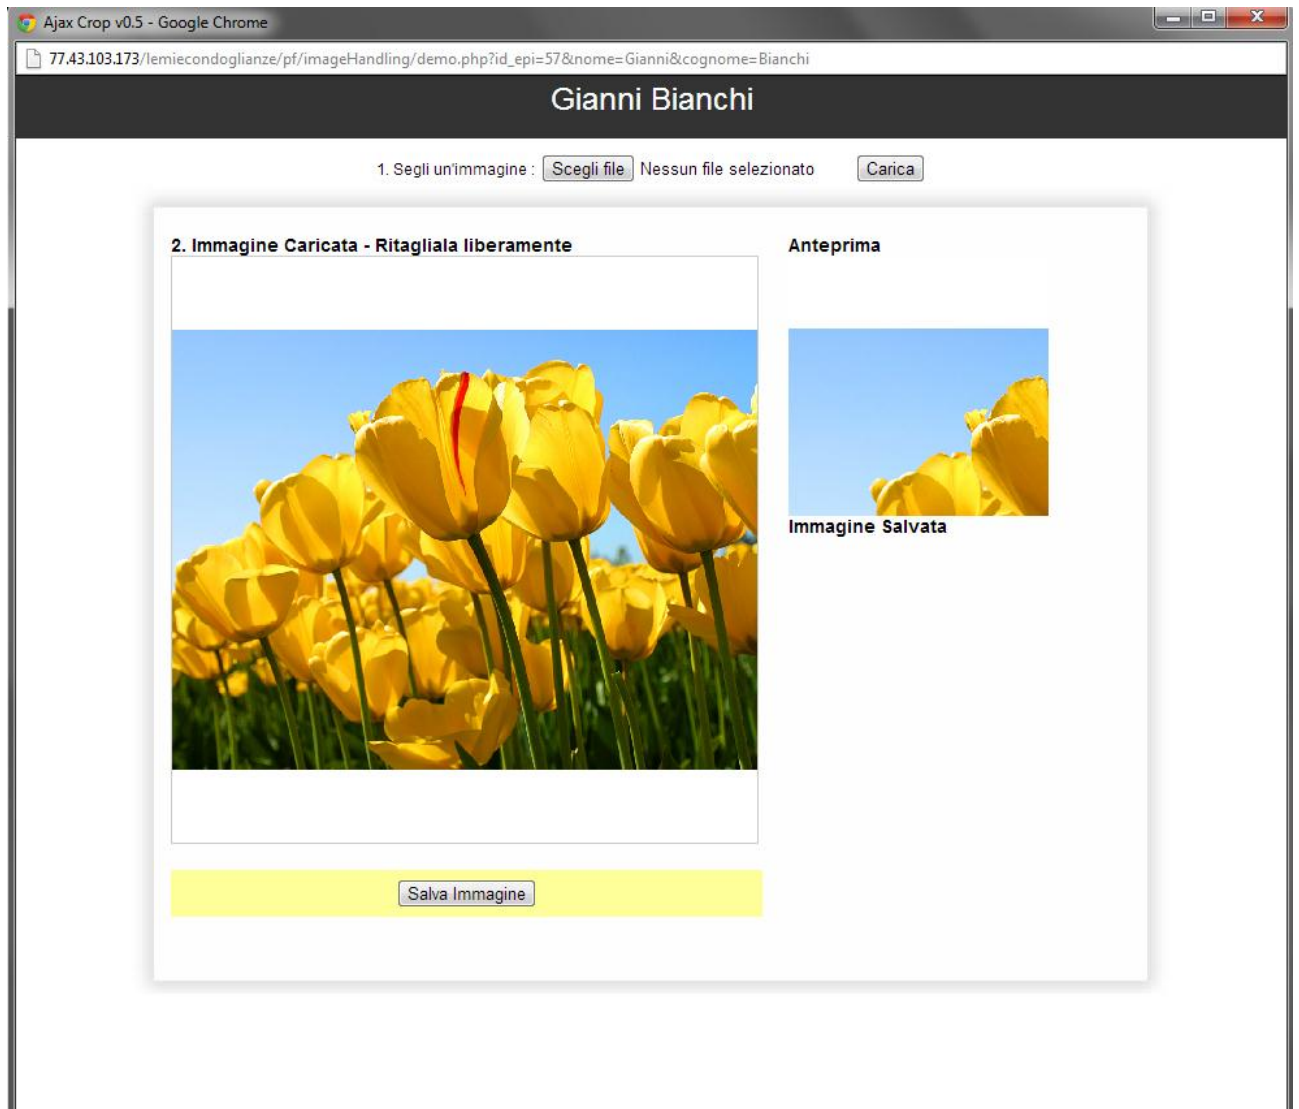 Ajax Crop v0.5 - Google Chrome
77.43.103.173/lemiecondoglianze/pf/imageHandling/demo.php?id_epi=57&nome=Gianni&cognome=Bianchi
Gianni Bianchi
1. Segli un'immagine : Scegli file Nessun file selezionato Carica
2. Immagine Caricata - Ritagliala liberamente
Anteprima
Immagine Salvata
Salva Immagine